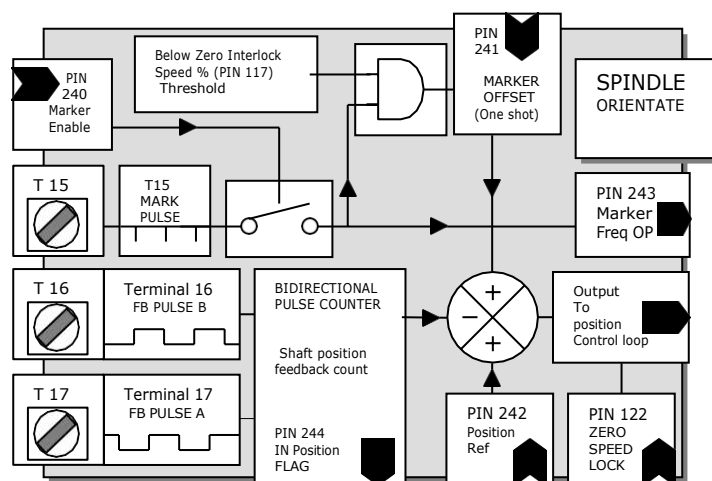 PIN
240
Marker
Enable
Below Zero Interlock
Speed % (PIN 117)
Threshold
PIN
241
MARKER
OFFSET
(One shot)
SPINDLE
ORIENTATE
T 15
T15
MARK
PULSE
PIN 243
Marker
Freq OP
T 16
Terminal 16
FB PULSE B
BIDIRECTIONAL
PULSE COUNTER
Shaft position
feedback count
PIN 244
IN Position
FLAG
+
−
+
Output
To
position
Control loop
T 17
Terminal 17
FB PULSE A
PIN 242
Position
Ref
PIN 122
ZERO
SPEED
LOCK